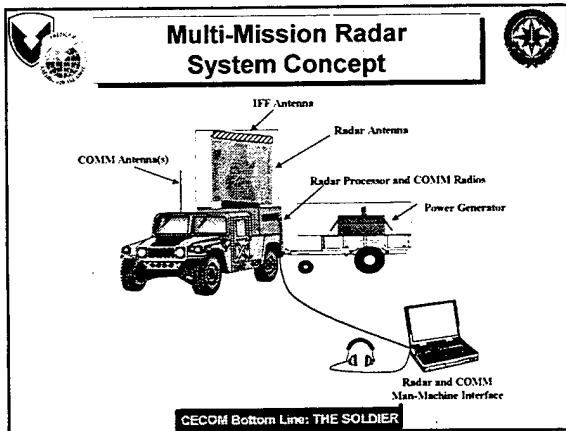 Multi-Mission Radar
System Concept
IFF Antenna
Radar Antenna
COMM Antenna(s)
Radar Processor and COMM Radios
Power Generator
Radar and COMM
Man-Machine Interface
CECOM Bottom Line: THE SOLDIER